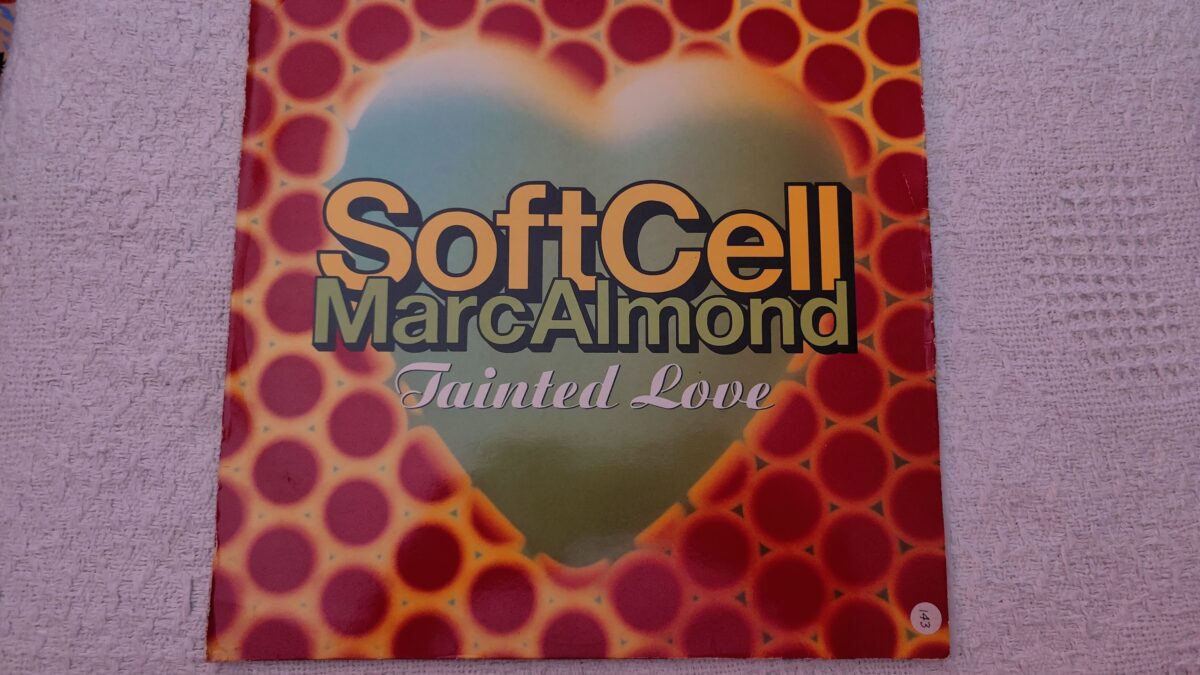 SoftCell
MarcAlmond
Tainted Love
143